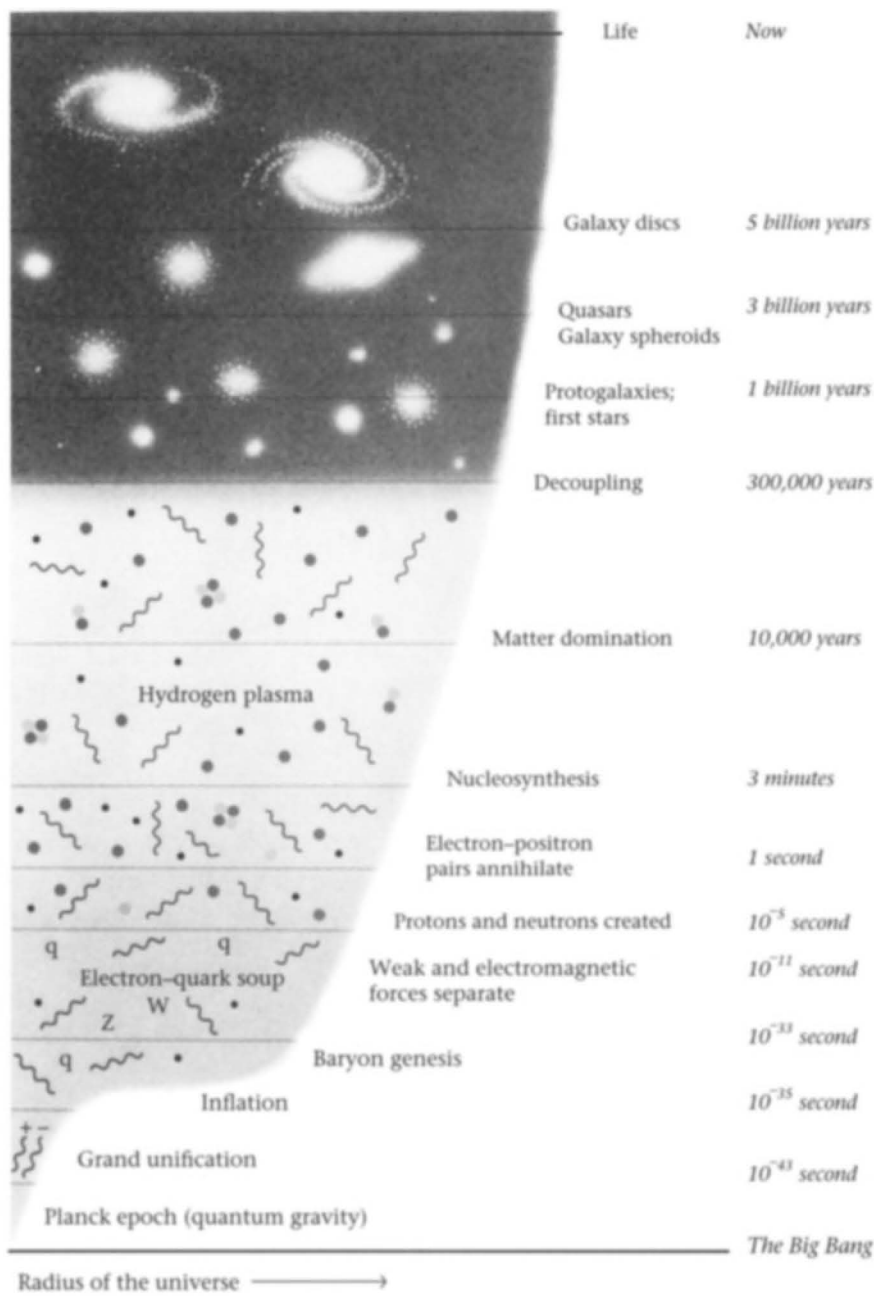 Life Now
Galaxy discs 5 billion years
Quasars 3 billion years
Galaxy spheroids
Protogalaxies; 1 billion years
first stars
Decoupling 300,000 years
Matter domination 10,000 years
Hydrogen plasma
Nucleosynthesis 3 minutes
Electron–positron
pairs annihilate 1 second
Protons and neutrons created 10⁻⁵ second
q q
Weak and electromagnetic 10⁻¹¹ second
forces separate
Electron–quark soup
W
Z
10⁻³³ second
Baryon genesis
q
Inflation 10⁻³⁵ second
+ −
Grand unification 10⁻⁴³ second
Planck epoch (quantum gravity)
The Big Bang
Radius of the universe